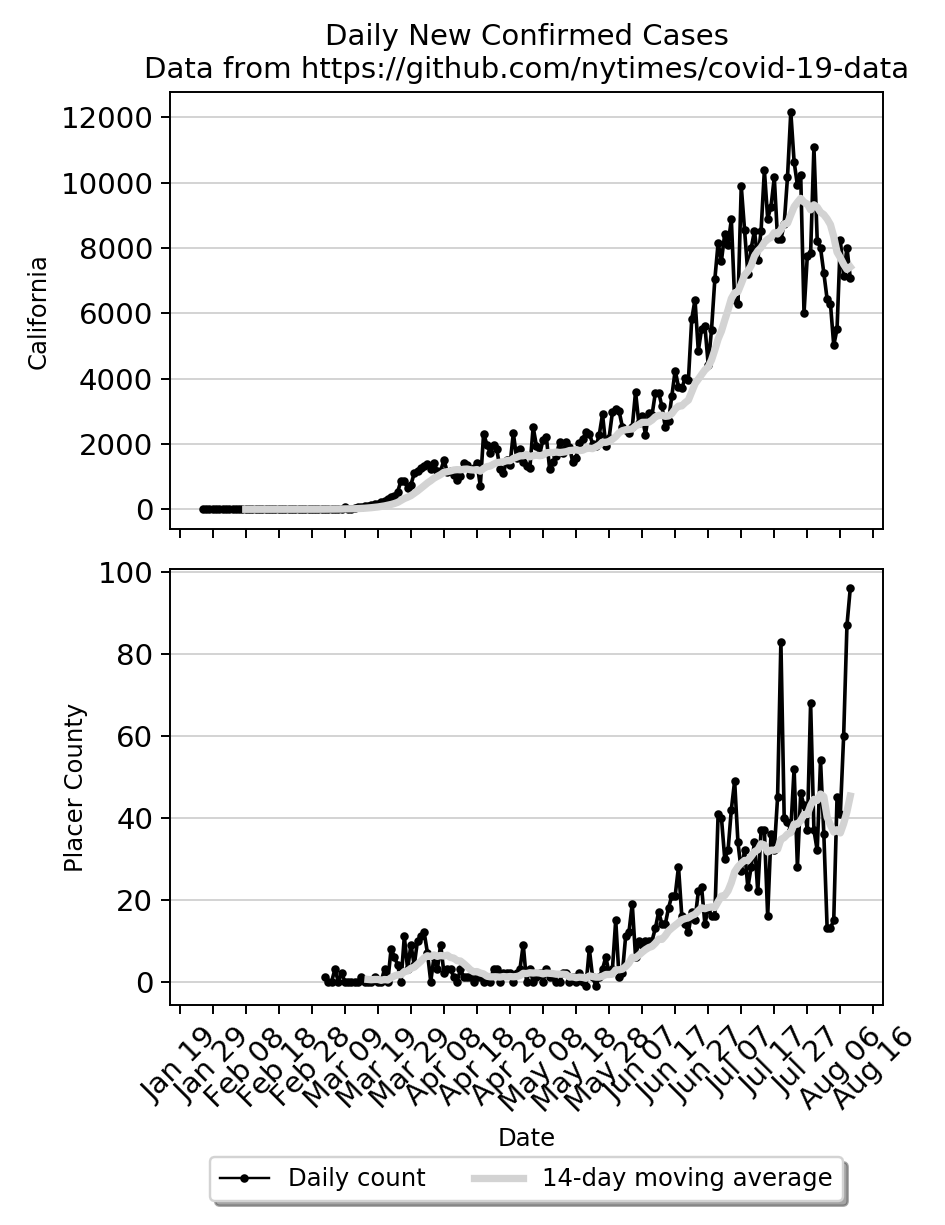 Daily New Confirmed Cases
Data from https://github.com/nytimes/covid-19-data
12000
10000
8000
6000
4000
2000
0
California
100
80
60
40
20
0
Placer County
Jan 19
Jan 29
Feb 08
Feb 18
Feb 28
Mar 09
Mar 19
Mar 29
Apr 08
Apr 18
Apr 28
May 08
May 18
May 28
Jun 07
Jun 17
Jun 27
Jul 07
Jul 17
Jul 27
Aug 06
Aug 16
Date
Daily count
14-day moving average